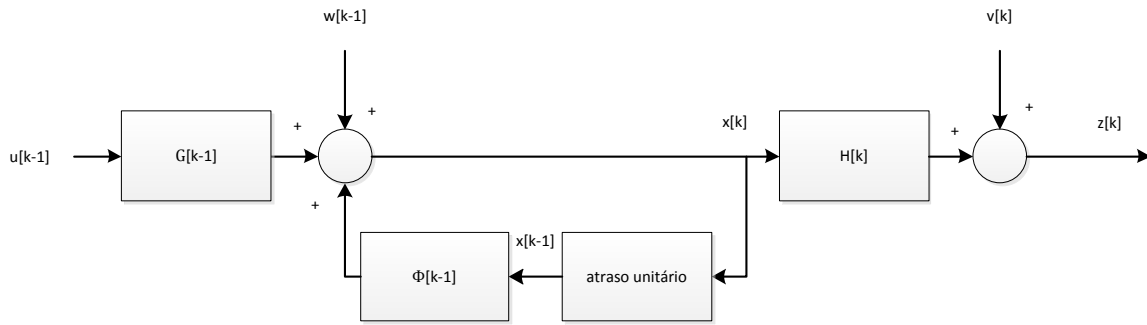 w[k-1]
v[k]
+
+
+
x[k]
+
z[k]
u[k-1]
G[k-1]
H[k]
+
x[k-1]
Φ[k-1]
atraso unitário